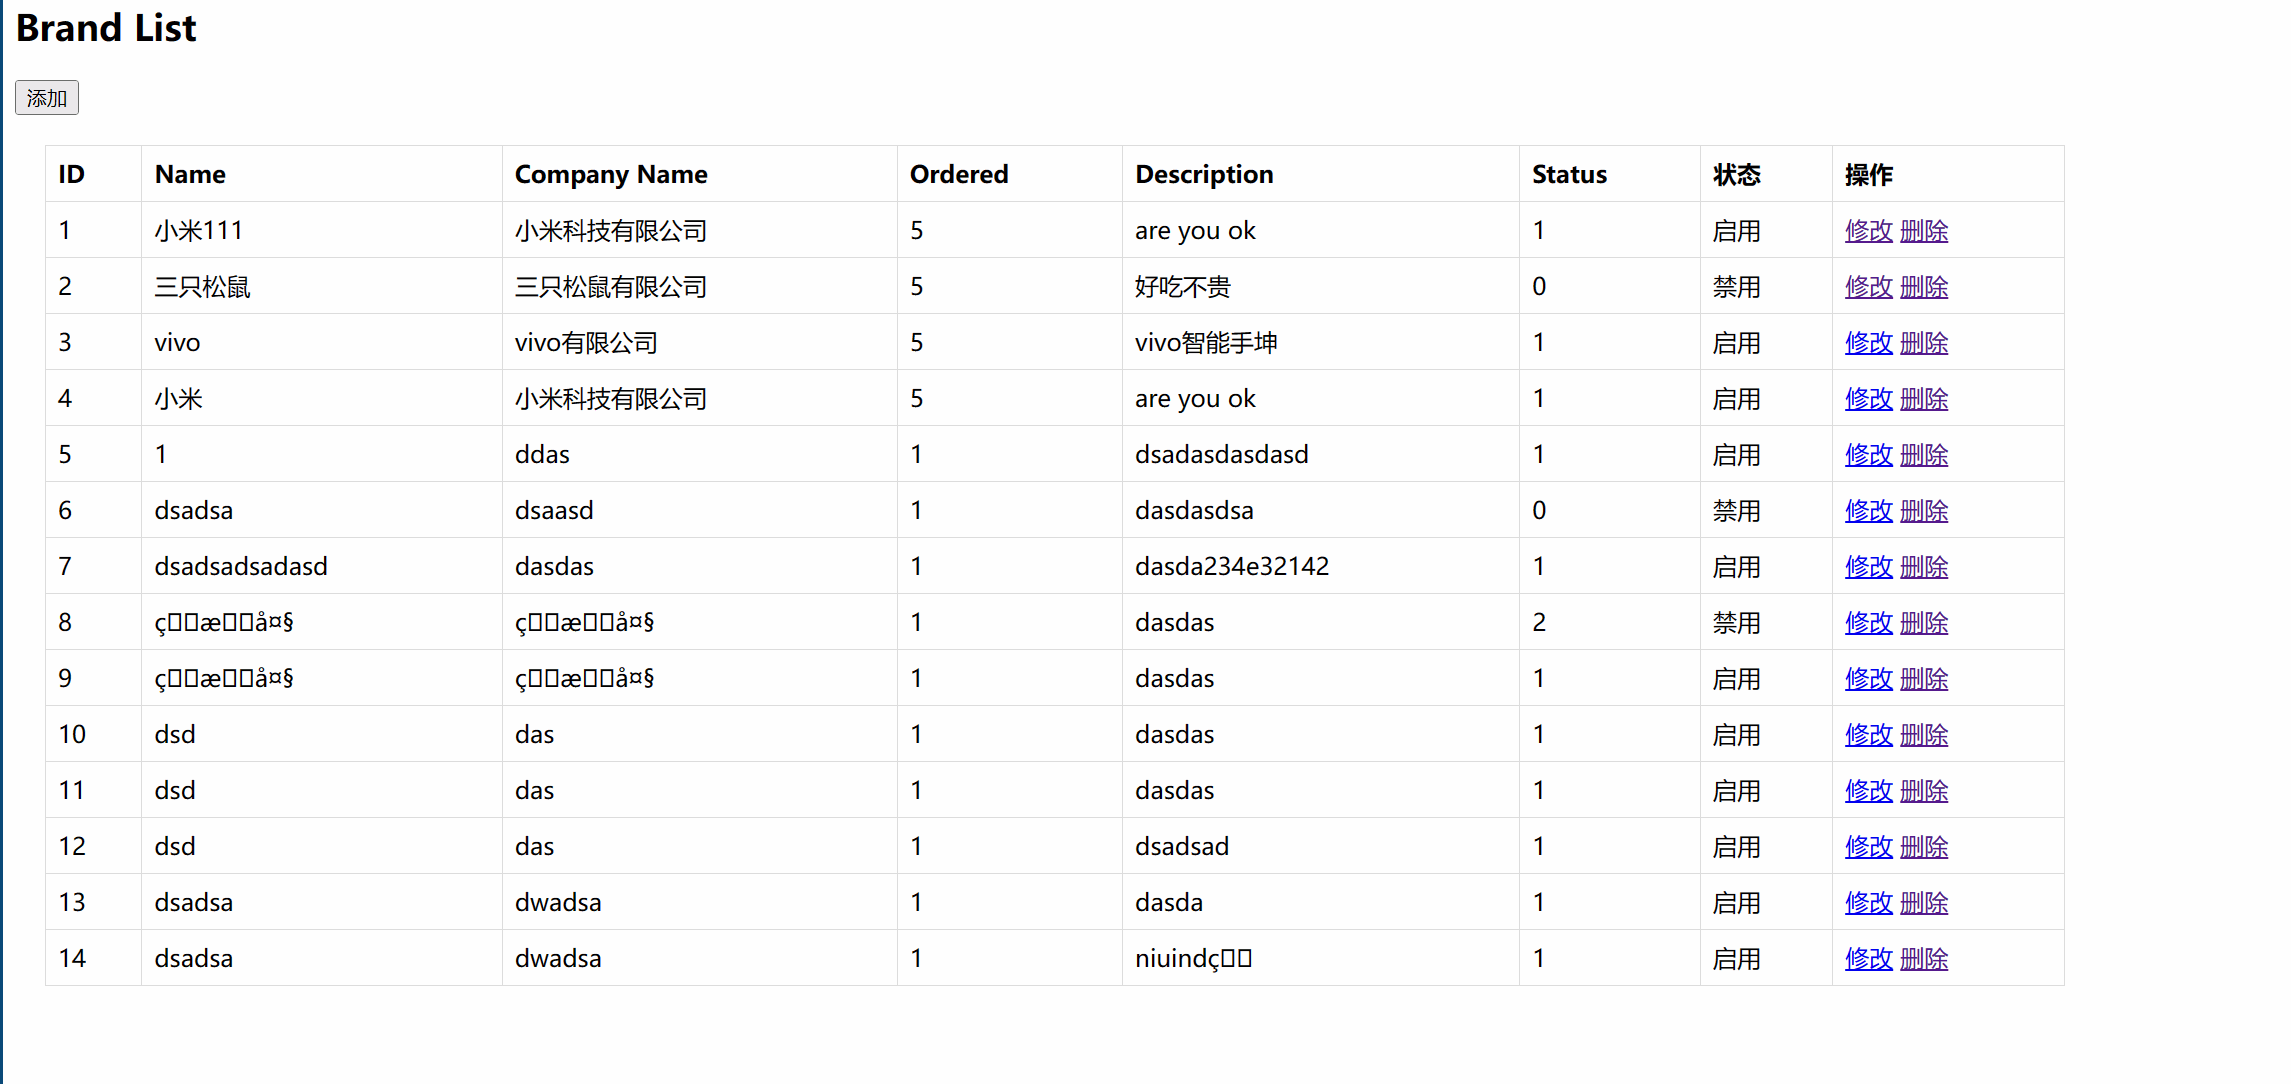 Brand List
添加
ID Name Company Name Ordered Description Status 状态 操作
1 小米111 小米科技有限公司 5 are you ok 1 启用 修改 删除
2 三只松鼠 三只松鼠有限公司 5 好吃不贵 0 禁用 修改 删除
3 vivo vivo有限公司 5 vivo智能手坤 1 启用 修改 删除
4 小米 小米科技有限公司 5 are you ok 1 启用 修改 删除
5 1 ddas 1 dsadasdasdasd 1 启用 修改 删除
6 dsadsa dsaasd 1 dasdasdsa 0 禁用 修改 删除
7 dsadsadsadasd dasdas 1 dasda234e32142 1 启用 修改 删除
8 ç▯▯æ▯▯å¤§ ç▯▯æ▯▯å¤§ 1 dasdas 2 禁用 修改 删除
9 ç▯▯æ▯▯å¤§ ç▯▯æ▯▯å¤§ 1 dasdas 1 启用 修改 删除
10 dsd das 1 dasdas 1 启用 修改 删除
11 dsd das 1 dasdas 1 启用 修改 删除
12 dsd das 1 dsadsad 1 启用 修改 删除
13 dsadsa dwadsa 1 dasda 1 启用 修改 删除
14 dsadsa dwadsa 1 niuindç▯▯ 1 启用 修改 删除